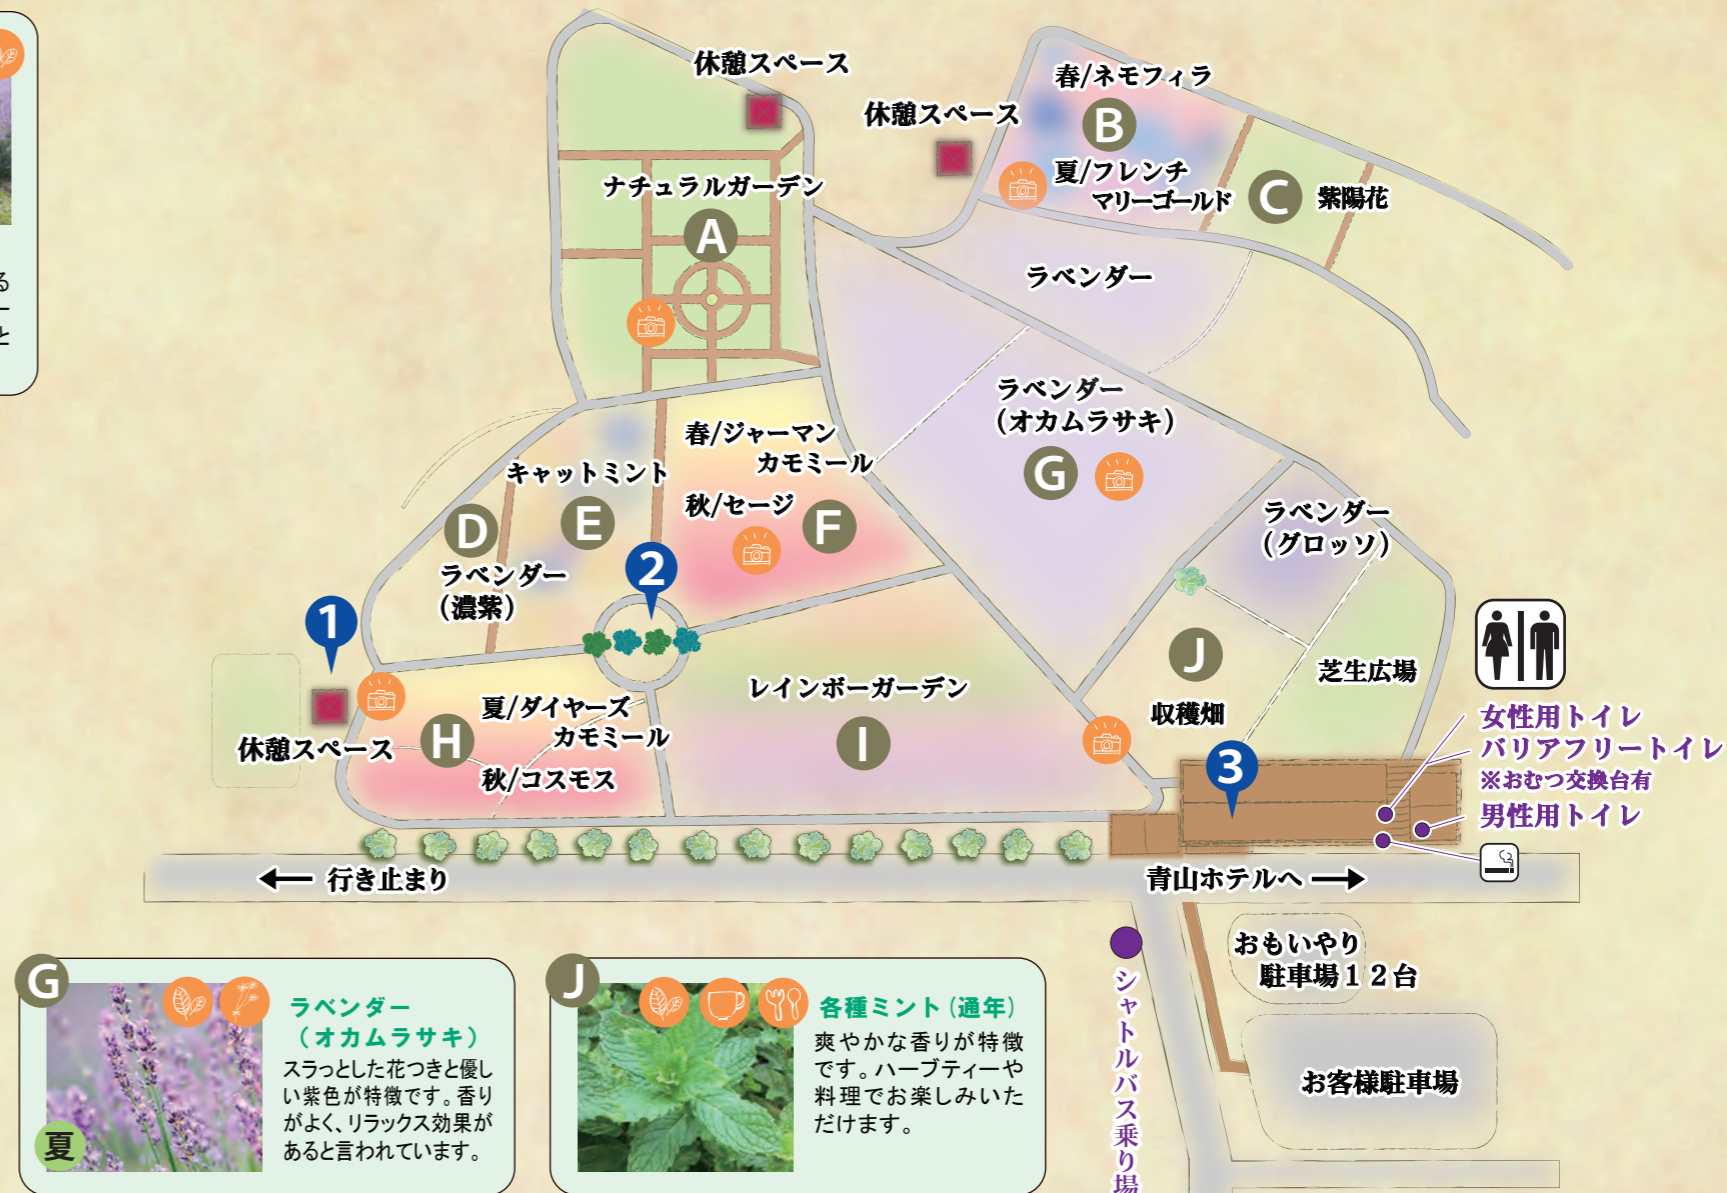 る
ー
と
休憩スペース
休憩スペース
春/ネモフィラ
B
夏/フレンチ
マリーゴールド
C
紫陽花
ナチュラルガーデン
A
ラベンダー
ラベンダー
(オカムラサキ)
G
春/ジャーマン
カモミール
秋/セージ
F
キャットミント
E
D
ラベンダー
(濃紫)
ラベンダー
(グロッソ)
1
2
休憩スペース
H
夏/ダイヤーズ
カモミール
秋/コスモス
レインボーガーデン
I
J
収穫畑
芝生広場
3
女性用トイレ
バリアフリートイレ
※おむつ交換台有
男性用トイレ
← 行き止まり
青山ホテルへ →
シャトルバス乗り場
おもいやり
駐車場12台
お客様駐車場
G
ラベンダー
(オカムラサキ)
スラっとした花つきと優し
い紫色が特徴です。香り
がよく、リラックス効果が
あると言われています。
夏
J
各種ミント(通年)
爽やかな香りが特徴
です。ハーブティーや
料理でお楽しみいた
だけます。